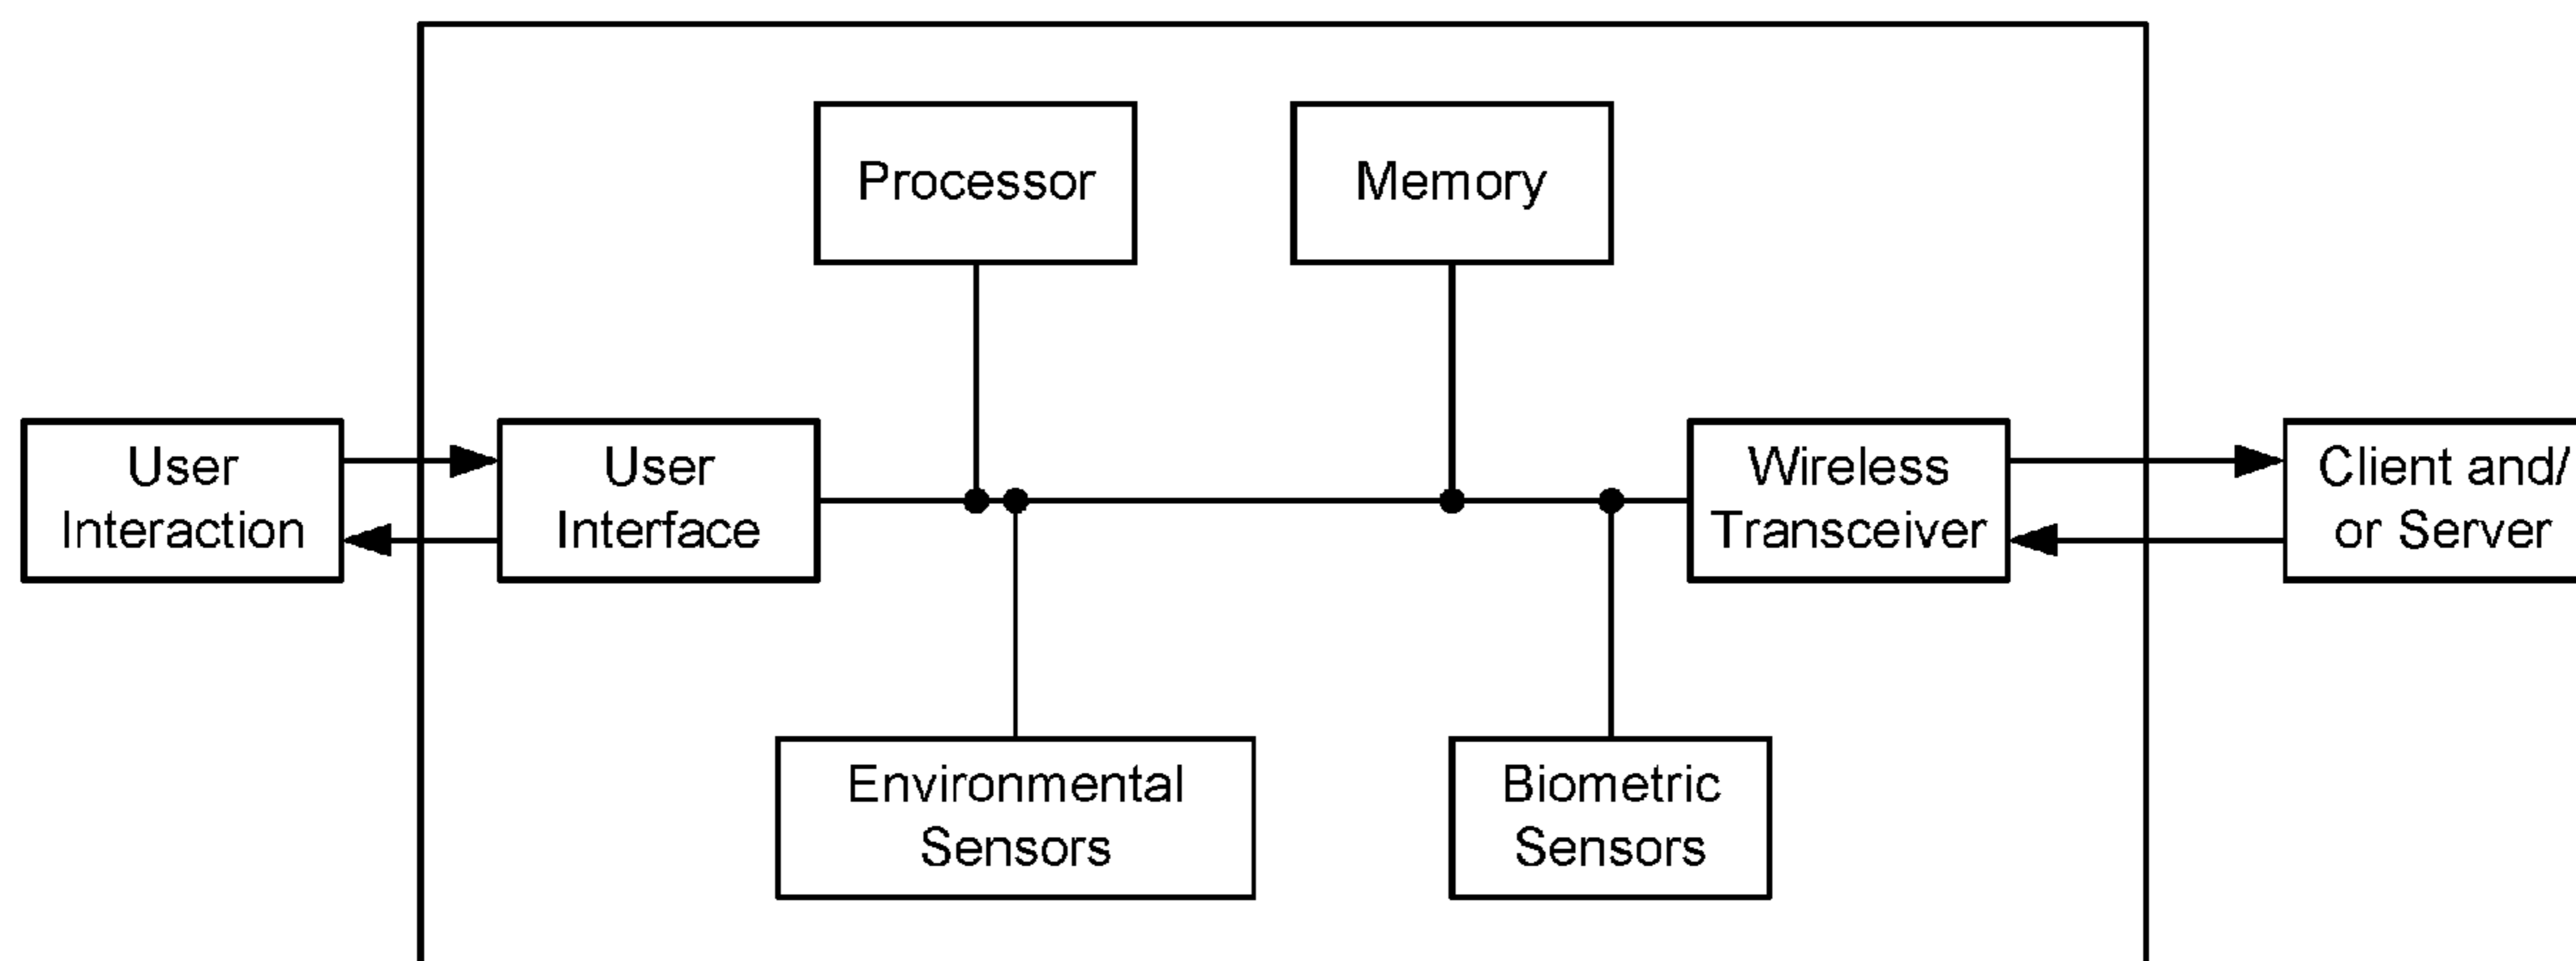 Processor
Memory
User
Interaction
User
Interface
Wireless
Transceiver
Client and/
or Server
Environmental
Sensors
Biometric
Sensors